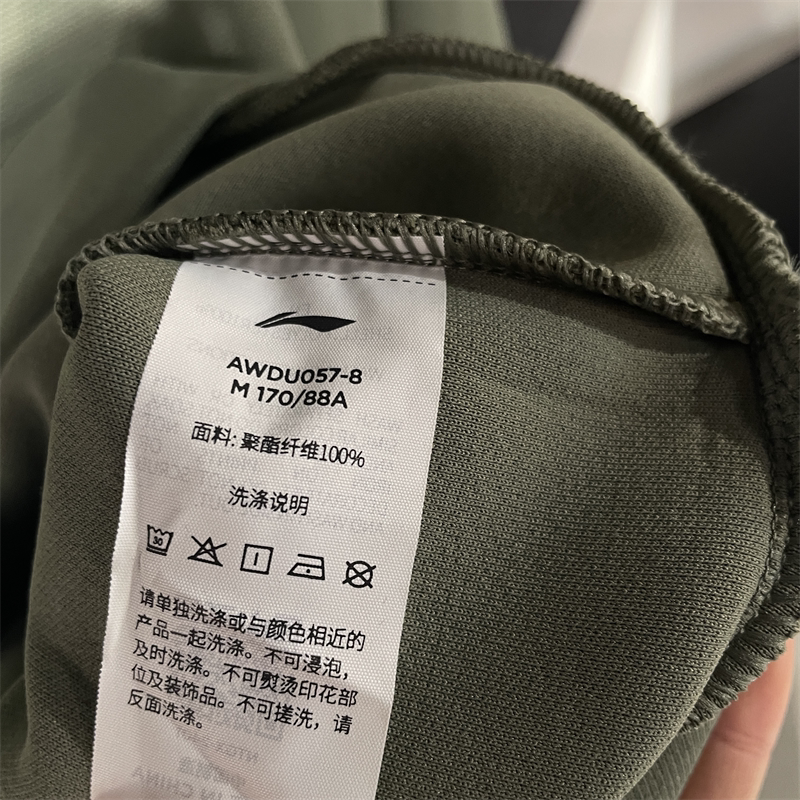 AWDU057-8
M 170/88A
面料: 聚酯纤维100%
洗涤说明
30
请单独洗涤或与颜色相近的
产品一起洗涤。不可浸泡，
及时洗涤。不可熨烫印花部
位及装饰品。不可搓洗，请
反面洗涤。